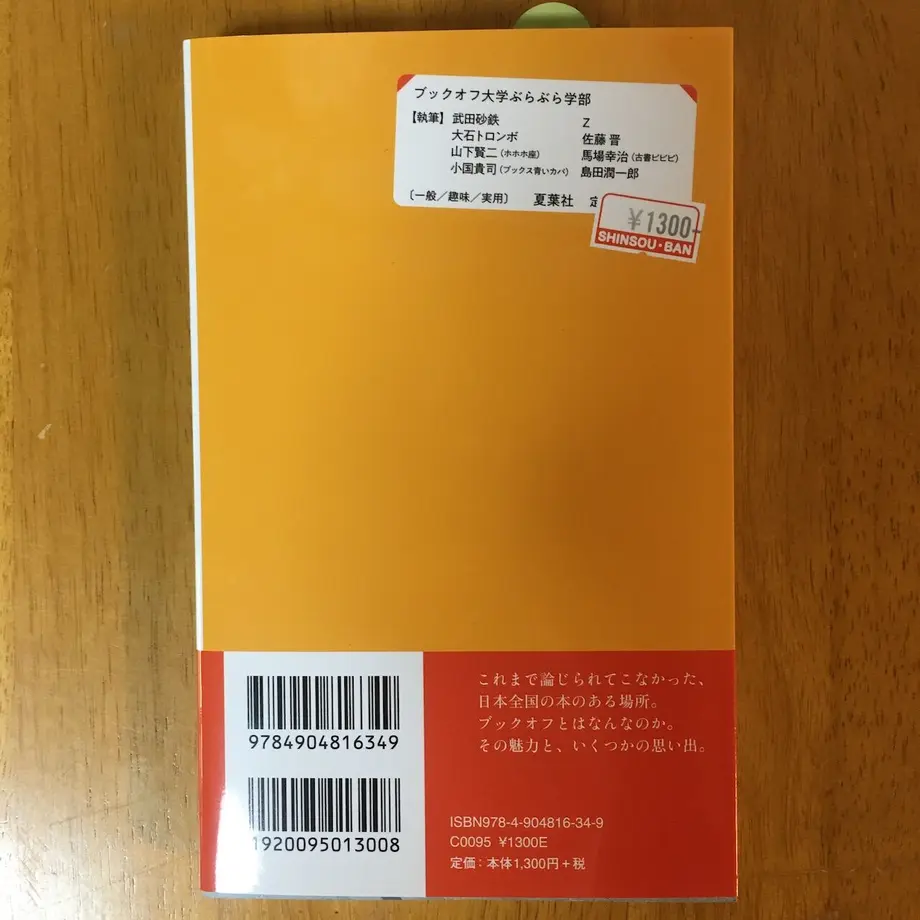 ブックオフ大学ぶらぶら学部
【執筆】 武田砂鉄 Z
大石トロンボ 佐藤 晋
山下賢二（ホホホ座） 馬場幸治（古書ビビビ）
小国貴司（ブックス青いカバ） 島田潤一郎
〔一般／趣味／実用〕 夏葉社 定
¥1300-
SHINSOU・BAN
これまで論じられてこなかった、
日本全国の本のある場所。
ブックオフとはなんなのか。
その魅力と、いくつかの思い出。
9784904816349
1920095013008
ISBN978-4-904816-34-9
C0095 ¥1300E
定価：本体1,300円＋税